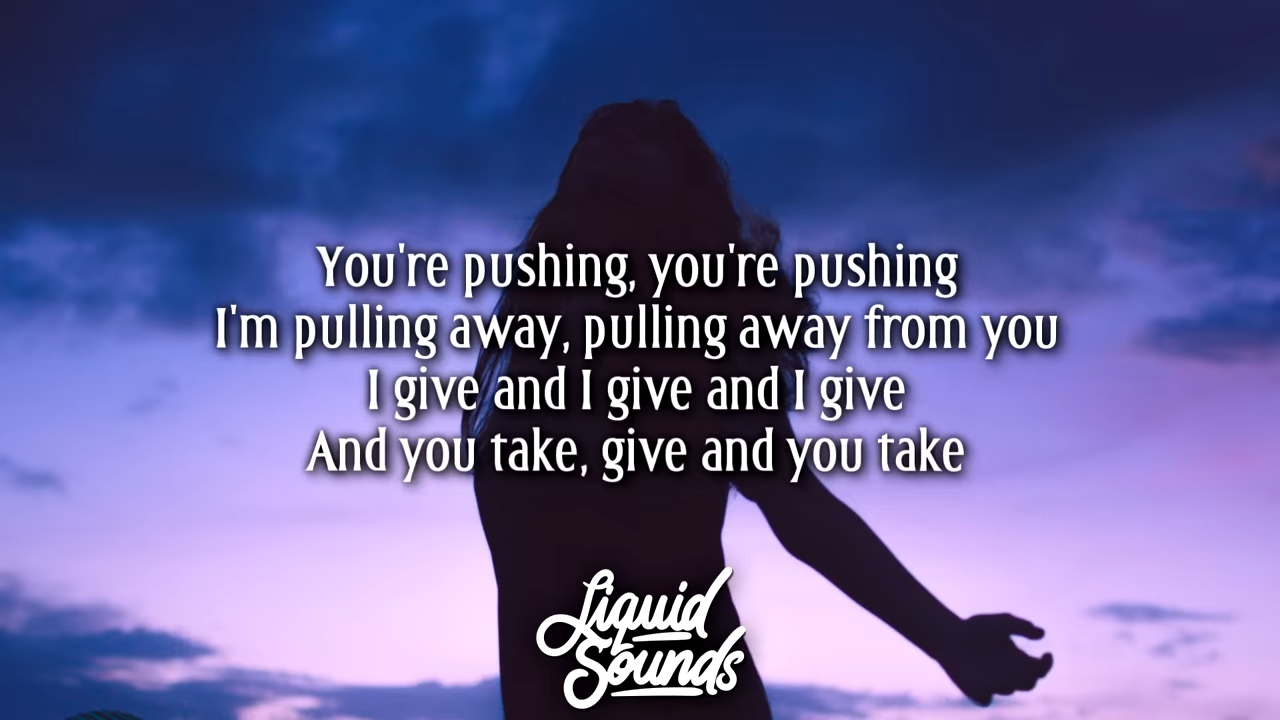 You're pushing, you're pushing
I'm pulling away, pulling away from you
I give and I give and I give
And you take, give and you take
Liquid
Sounds